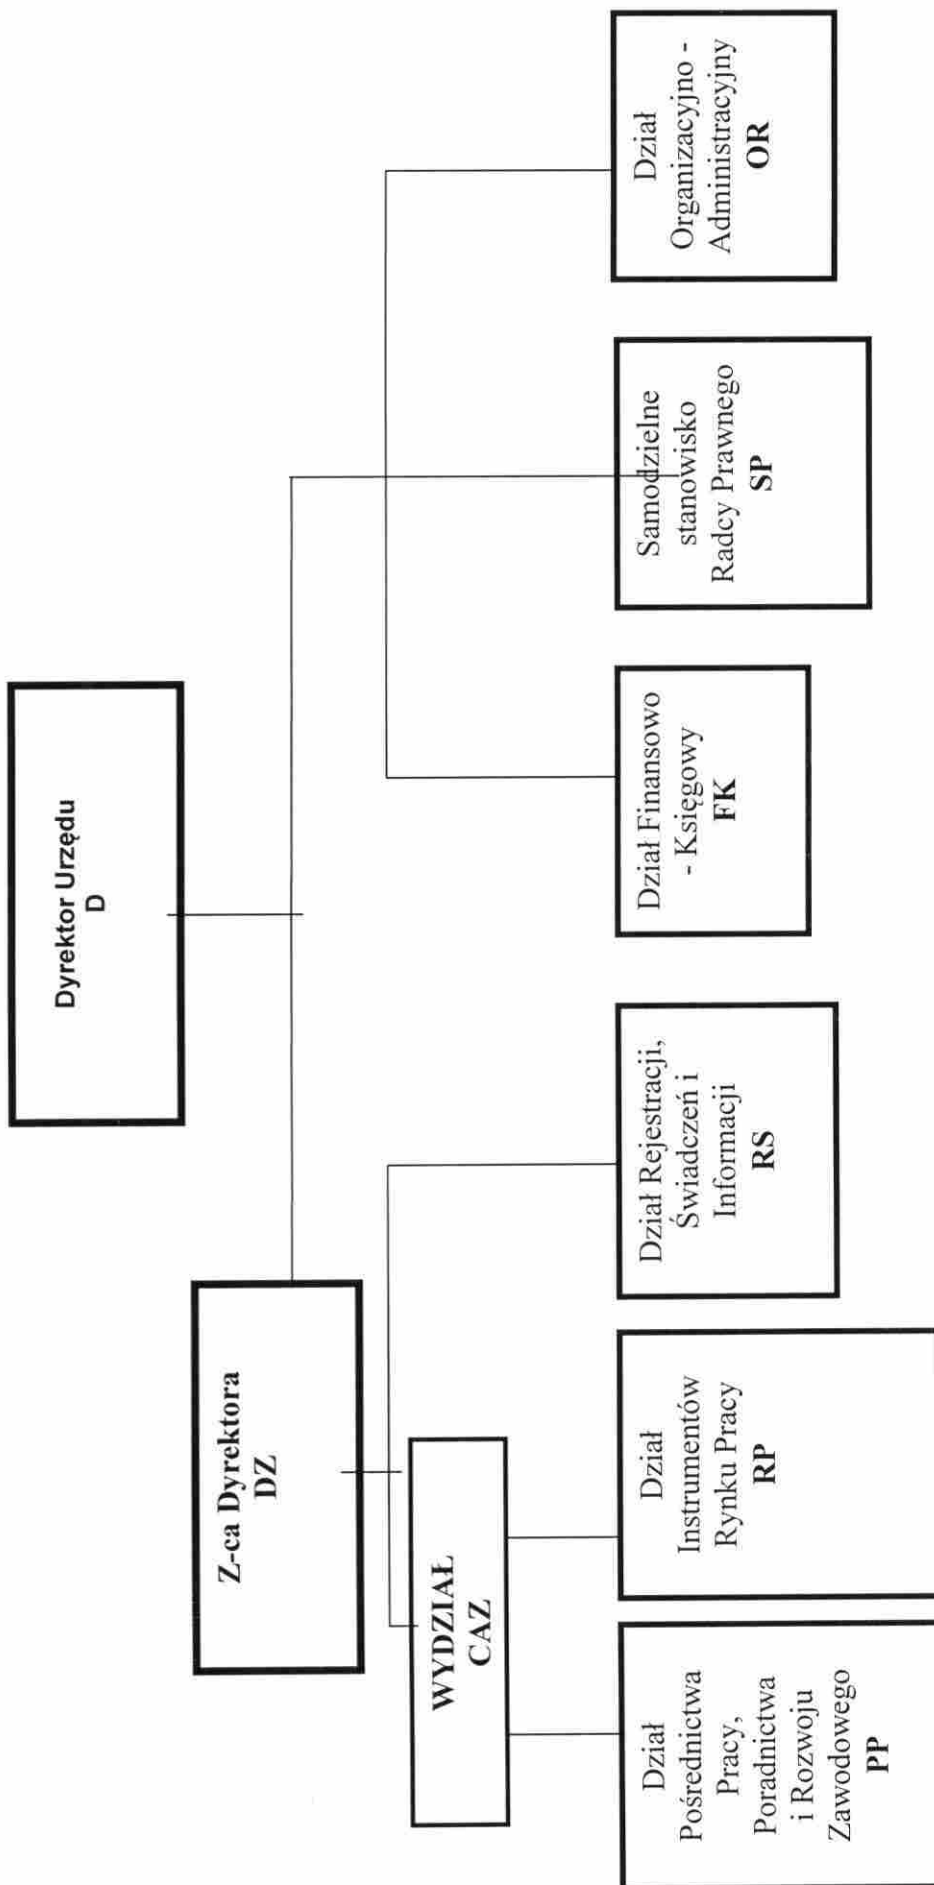 Dyrektor Urzędu
D
Z-ca Dyrektora
DZ
WYDZIAŁ
CAZ
Dział
Pośrednictwa
Pracy,
Poradnictwa
i Rozwoju
Zawodowego
PP
Dział
Instrumentów
Rynku Pracy
RP
Dział Rejestracji,
Świadczeń i
Informacji
RS
Dział Finansowo
- Księgowy
FK
Samodzielne
stanowisko
Radcy Prawnego
SP
Dział
Organizacyjno -
Administracyjny
OR